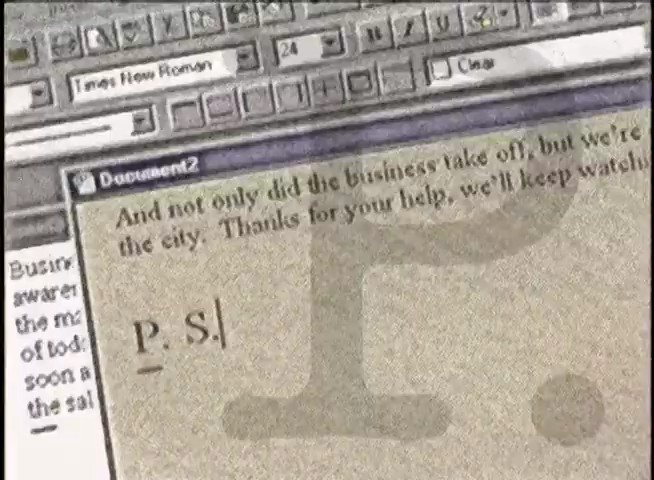 Times New Roman
24
B I U
Clear
Document2
And not only did the business take off, but we're
the city. Thanks for your help, we'll keep watch
P. S.
Busin
awaren
the ma
of tod
soon a
the sal
P.